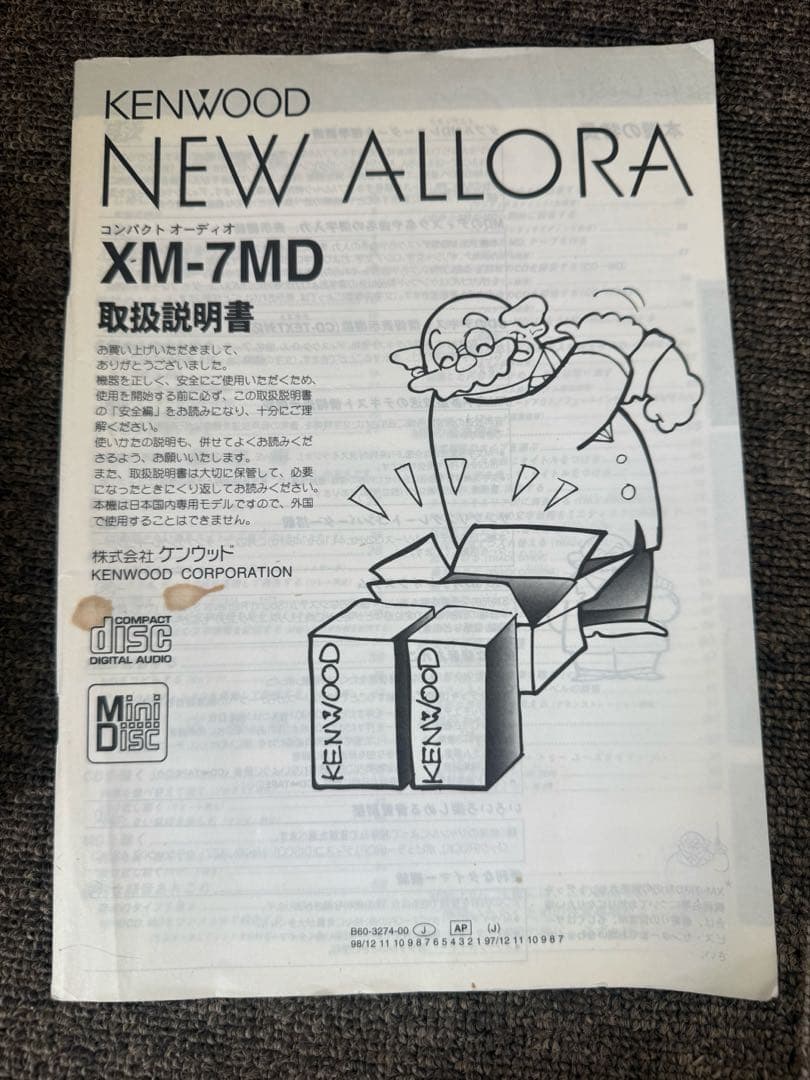 KENWOOD
NEW ALLORA
コンパクト オーディオ
XM-7MD
取扱説明書
お買い上げいただきまして、
ありがとうございました。
機器を正しく、安全にご使用いただくため、
使用を開始する前に必ず、この取扱説明書
の「安全編」をお読みになり、十分にご理
解ください。
使いかたの説明も、併せてよくお読みくだ
さるよう、お願いいたします。
また、取扱説明書は大切に保管して、必要
になったときにくり返してお読みください。
本機は日本国内専用モデルですので、外国
で使用することはできません。
株式会社 ケンウッド
KENWOOD CORPORATION
COMPACT
disc
DIGITAL AUDIO
Mini
Disc
KENWOOD
KENWOOD
B60-3274-00 J AP (J)
98/12 11 10 9 8 7 6 5 4 3 2 1 97/12 11 10 9 8 7